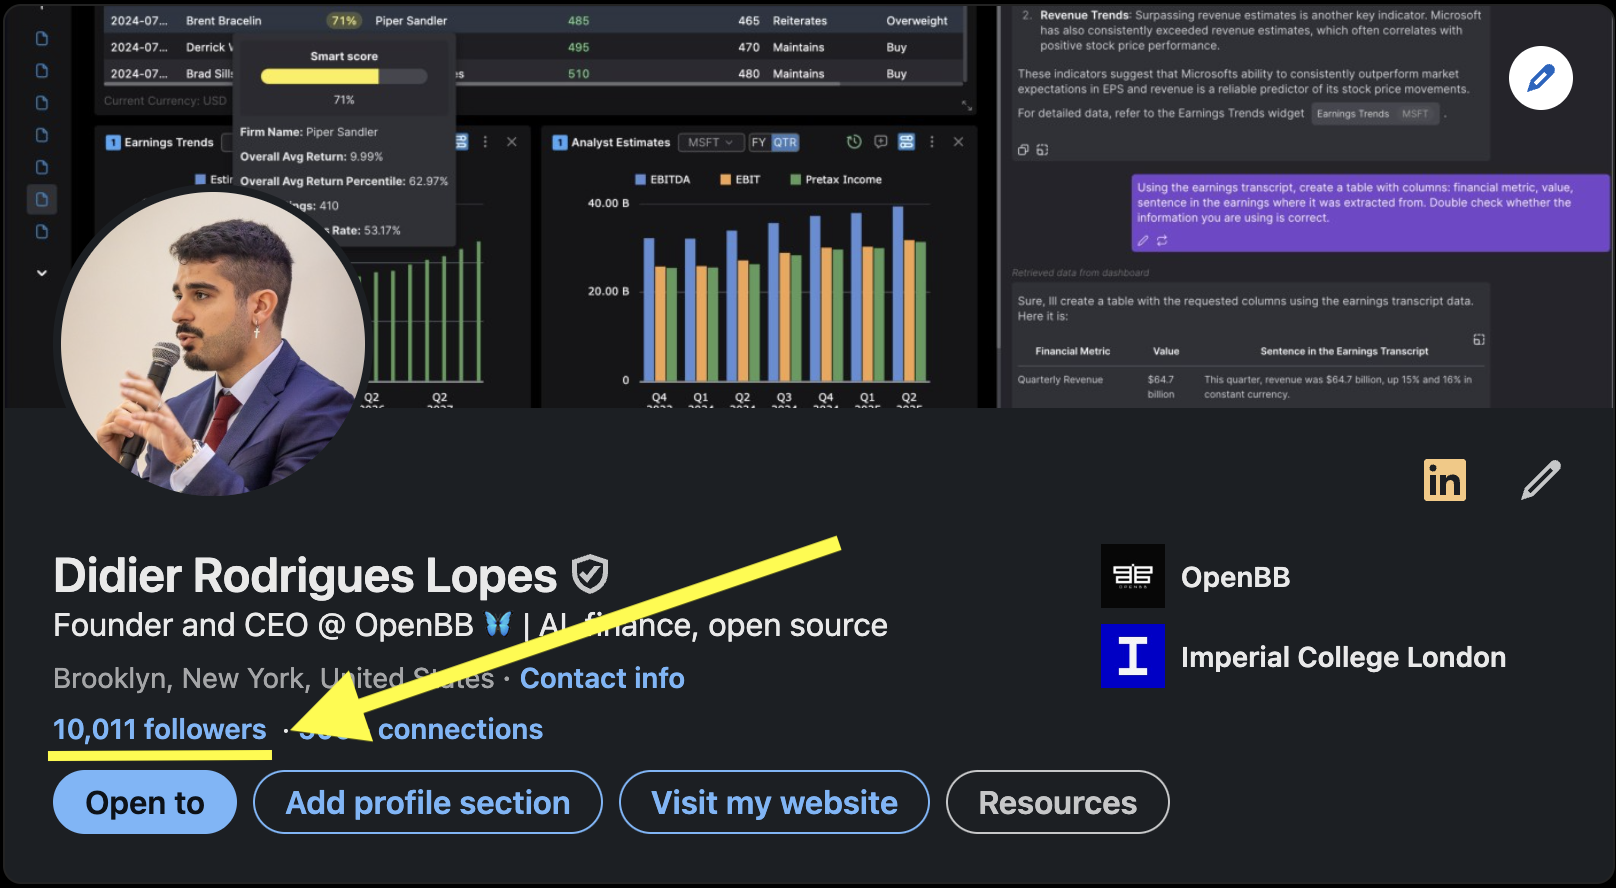 2024-07... Brent Bracelin 71% Piper Sandler 485 465 Reiterates Overweight
2024-07... Derrick 495 470 Maintains Buy
2024-07... Brad 510 480 Maintains Buy
Current Currency: USD
Smart score
71%
Firm Name: Piper Sandler
Overall Avg Return: 9.99%
Overall Avg Return Percentile: 62.97%
410
Rate: 53.17%
1 Earnings Trends
Q2 Q2
1 Analyst Estimates MSFT FY QTR
EBITDA EBIT Pretax Income
40.00 B
20.00 B
0
Q4 Q1 Q2 Q3 Q4 Q1 Q2
2. Revenue Trends: Surpassing revenue estimates is another key indicator. Microsoft
has also consistently exceeded revenue estimates, which often correlates with
positive stock price performance.
These indicators suggest that Microsofts ability to consistently outperform market
expectations in EPS and revenue is a reliable predictor of its stock price movements.
For detailed data, refer to the Earnings Trends widget Earnings Trends MSFT .
Using the earnings transcript, create a table with columns: financial metric, value,
sentence in the earnings where it was extracted from. Double check whether the
information you are using is correct.
Retrieved data from dashboard
Sure, Ill create a table with the requested columns using the earnings transcript data.
Here it is:
Financial Metric Value Sentence in the Earnings Transcript
Quarterly Revenue $64.7 This quarter, revenue was $64.7 billion, up 15% and 16% in
billion constant currency.
in
Didier Rodrigues Lopes
Founder and CEO @ OpenBB | AI, finance, open source
Brooklyn, New York, United States · Contact info
10,011 followers · connections
OPENBB
OpenBB
I
Imperial College London
Open to Add profile section Visit my website Resources